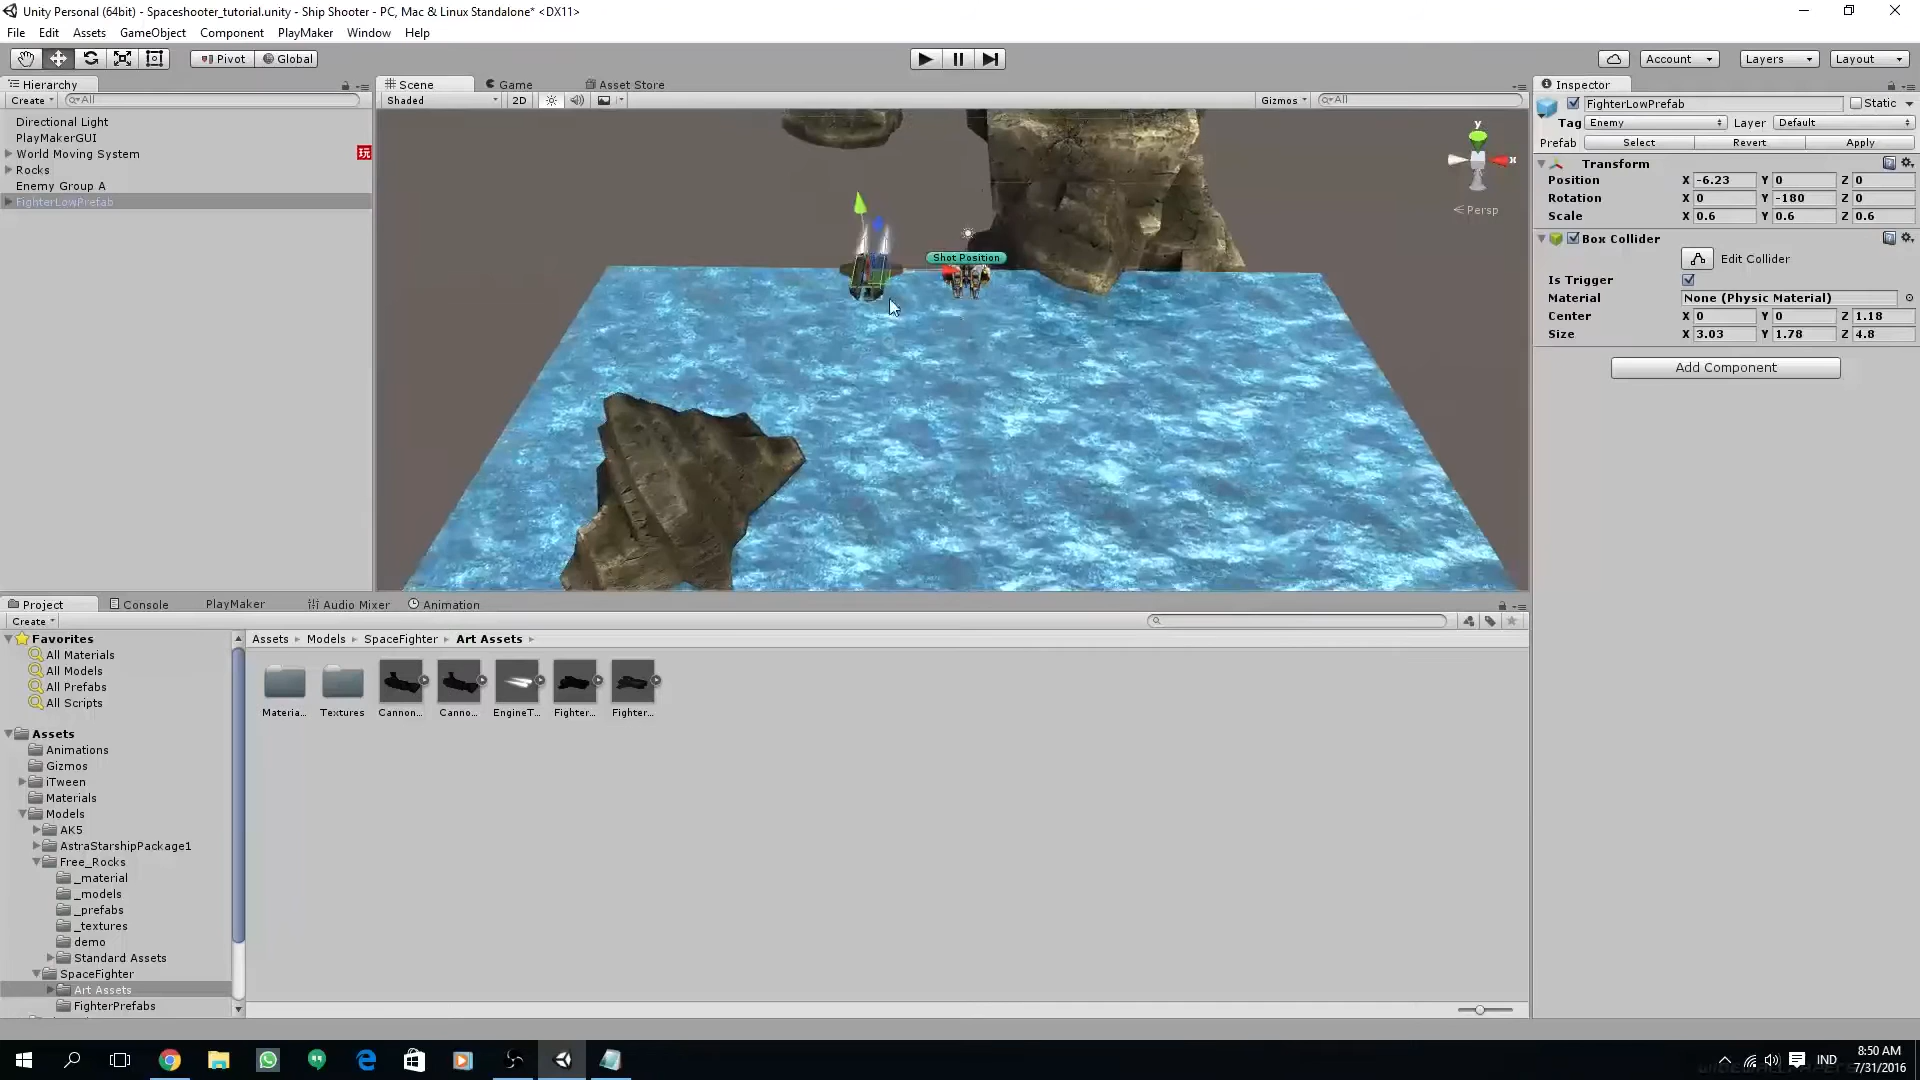 Unity Personal (64bit) - Spaceshooter_tutorial.unity - Ship Shooter - PC, Mac & Linux Standalone* <DX11>
File Edit Assets GameObject Component PlayMaker Window Help
Pivot Global Account Layers Layout
Hierarchy Scene Game Asset Store Inspector
Create All Shaded 2D Gizmos All FighterLowPrefab Static
Directional Light
PlayMakerGUI
World Moving System 玩
Rocks
Enemy Group A
FighterLowPrefab
y
x
Persp
Shot Position
Tag Enemy Layer Default
Prefab Select Revert Apply
Transform
Position X -6.23 Y 0 Z 0
Rotation X 0 Y -180 Z 0
Scale X 0.6 Y 0.6 Z 0.6
Box Collider
Edit Collider
Is Trigger
Material None (Physic Material)
Center X 0 Y 0 Z 1.18
Size X 3.03 Y 1.78 Z 4.8
Add Component
Project Console PlayMaker Audio Mixer Animation
Create
Favorites
All Materials
All Models
All Prefabs
All Scripts
Assets
Animations
Gizmos
iTween
Materials
Models
AK5
AstraStarshipPackage1
Free_Rocks
_material
_models
_prefabs
_textures
demo
Standard Assets
SpaceFighter
Art Assets
FighterPrefabs
Assets Models SpaceFighter Art Assets
Materia... Textures Cannon... Canno... EngineT... Fighter... Fighter...
IND
8:50 AM
7/31/2016